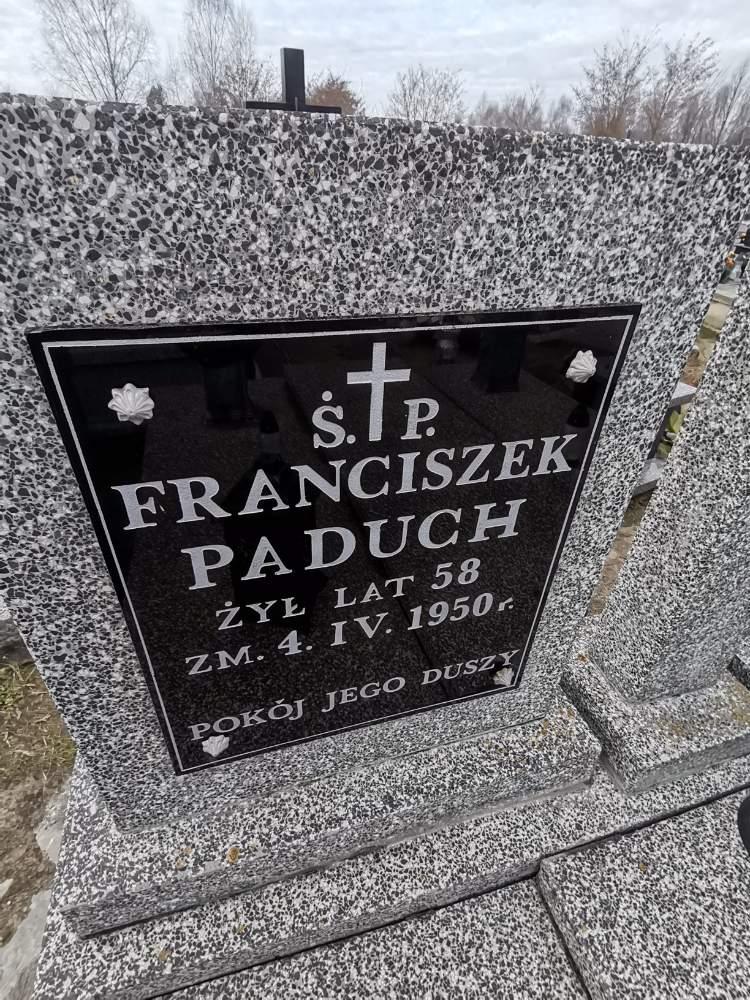 Ś. P.
FRANCISZEK
PADUCH
ŻYŁ LAT 58
ZM. 4. IV. 1950 r.
POKÓJ JEGO DUSZY